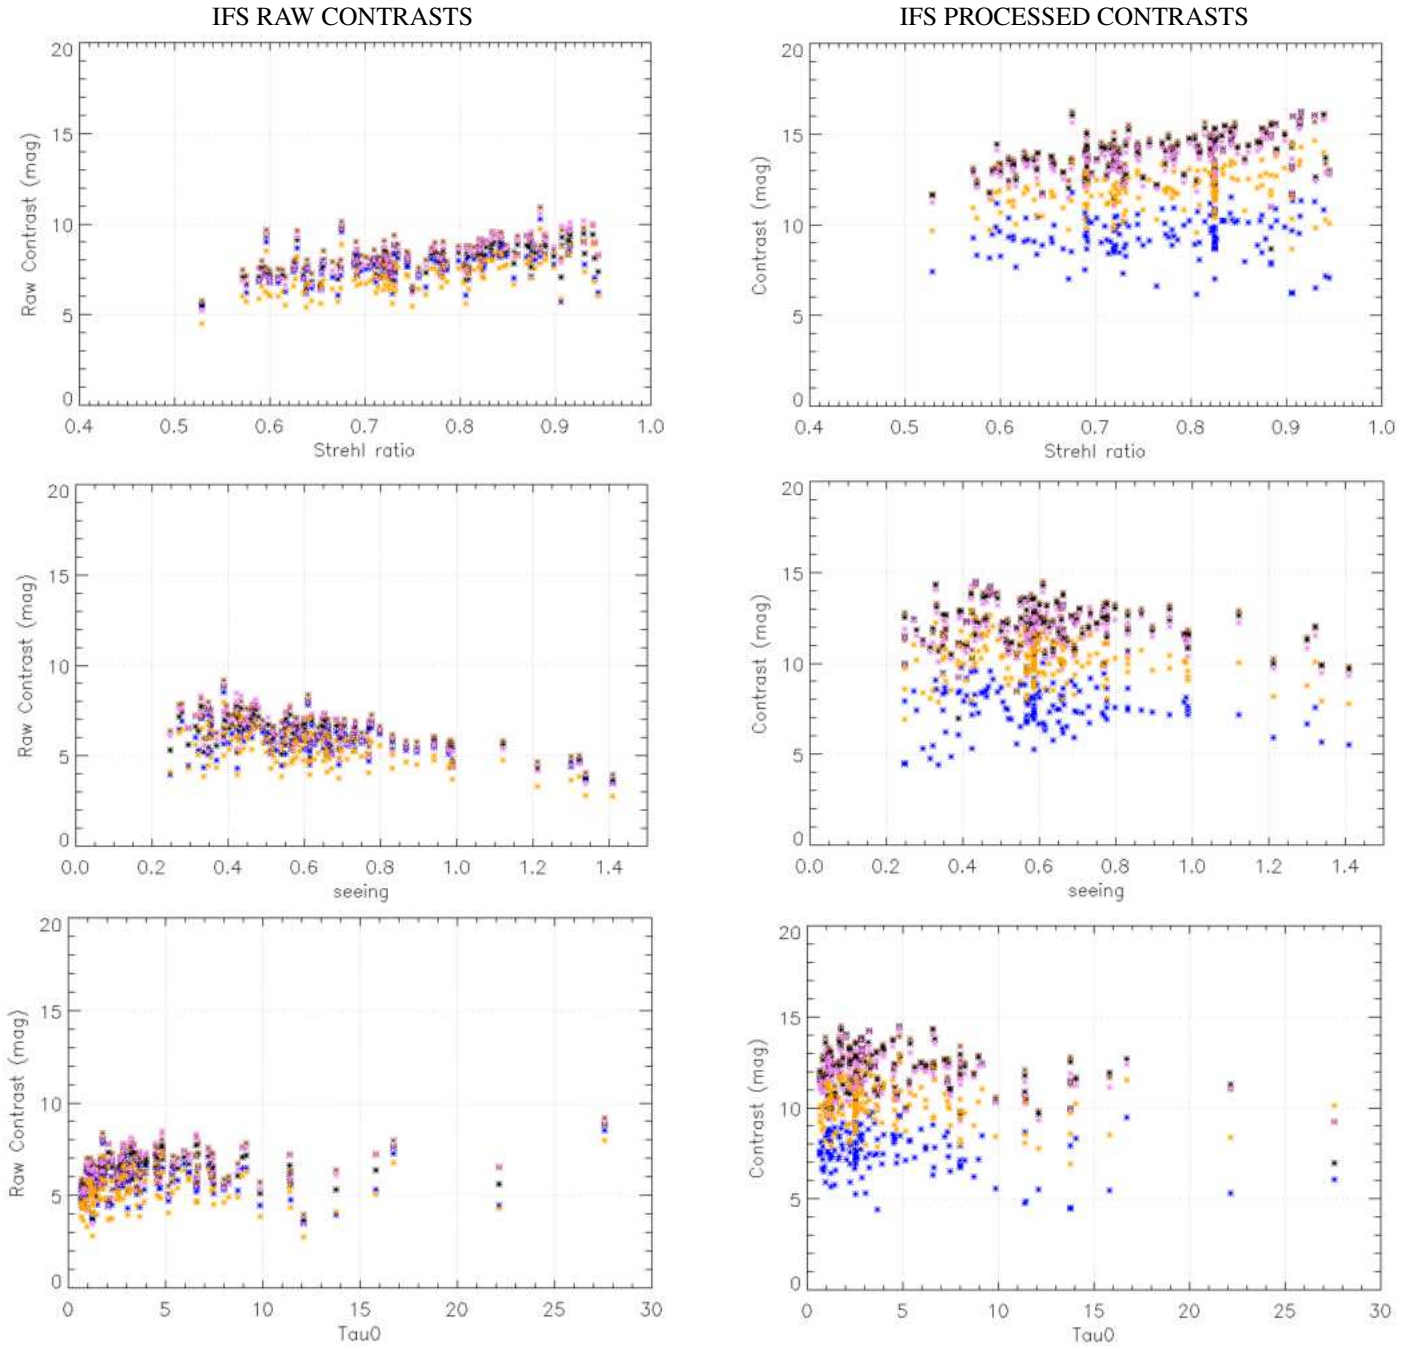 IFS RAW CONTRASTS
IFS PROCESSED CONTRASTS
20
15
10
5
0
Raw Contrast (mag)
0.4 0.5 0.6 0.7 0.8 0.9 1.0
Strehl ratio
20
15
10
5
0
Contrast (mag)
0.4 0.5 0.6 0.7 0.8 0.9 1.0
Strehl ratio
20
15
10
5
0
Raw Contrast (mag)
0.0 0.2 0.4 0.6 0.8 1.0 1.2 1.4
seeing
20
15
10
5
0
Contrast (mag)
0.0 0.2 0.4 0.6 0.8 1.0 1.2 1.4
seeing
20
15
10
5
0
Raw Contrast (mag)
0 5 10 15 20 25 30
Tau0
20
15
10
5
0
Contrast (mag)
0 5 10 15 20 25 30
Tau0